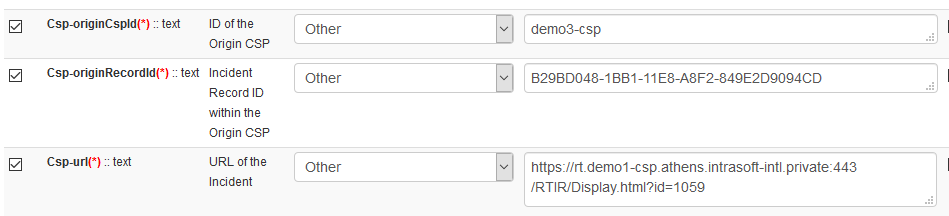 Csp-originCspId(*) :: text ID of the Other demo3-csp
Origin CSP
Csp-originRecordId(*) :: text Incident Other B29BD048-1BB1-11E8-A8F2-849E2D9094CD
Record ID
within the
Origin CSP
Csp-url(*) :: text URL of the Other https://rt.demo1-csp.athens.intrasoft-intl.private:443
Incident /RTIR/Display.html?id=1059